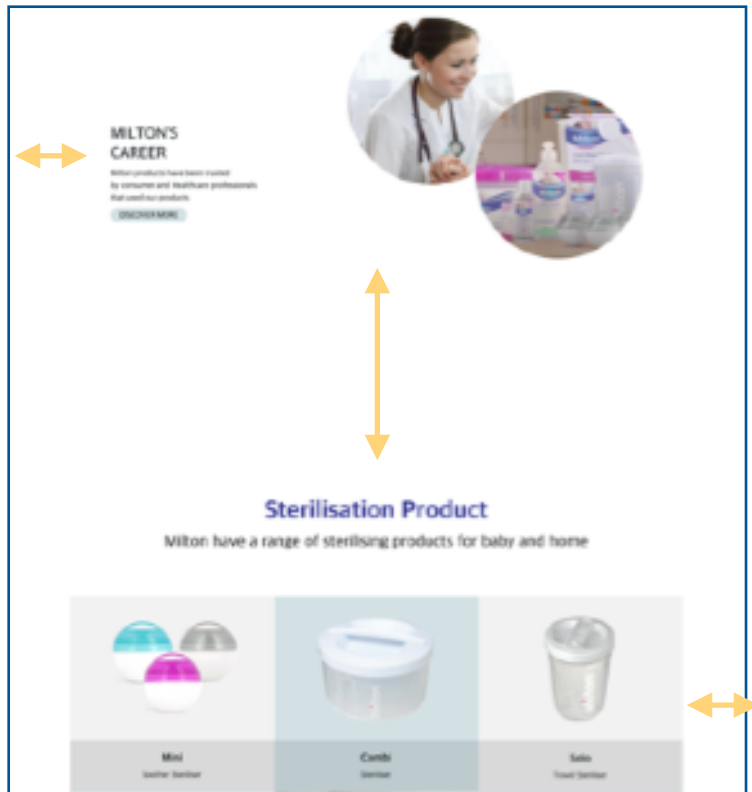 MILTON'S
CAREER
Milton products have been trusted
by consumer and Healthcare professionals
that used our products
DISCOVER MORE
Sterilisation Product
Milton have a range of sterilising products for baby and home
Mini
Combi
Solo
Soother Steriliser
Steriliser
Travel Steriliser